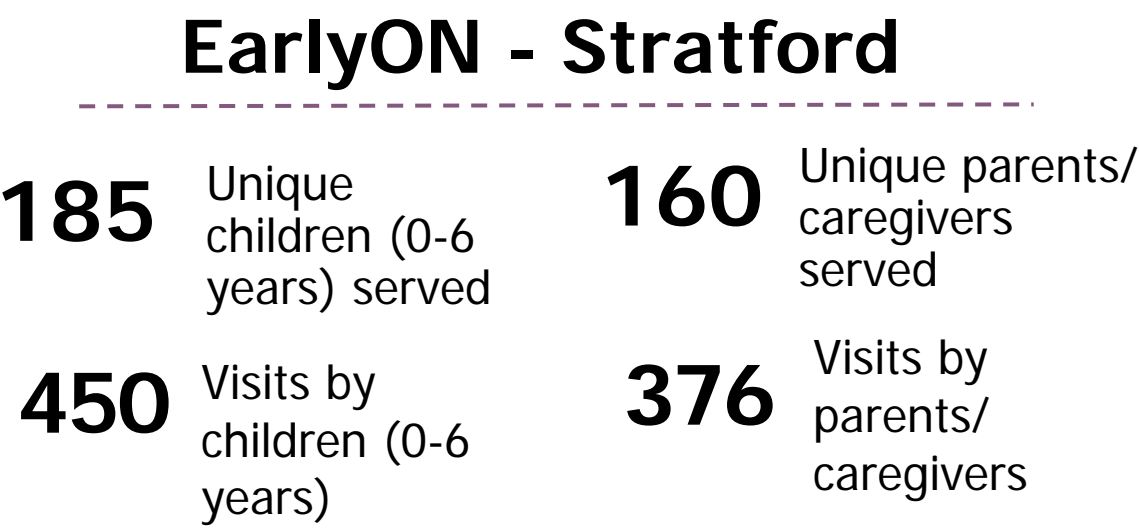 EarlyON - Stratford
185
Unique
children (0-6
years) served
160
Unique parents/
caregivers
served
450
Visits by
children (0-6
years)
376
Visits by
parents/
caregivers